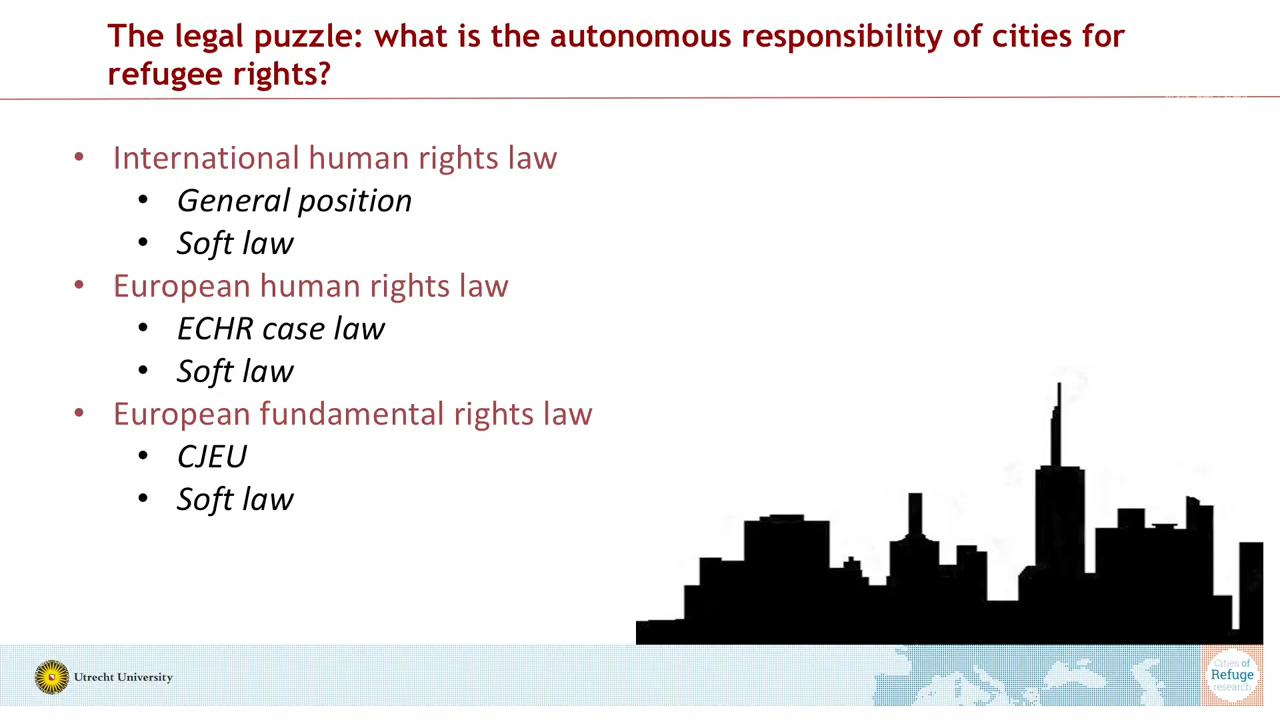 The legal puzzle: what is the autonomous responsibility of cities for
refugee rights?
• International human rights law
• General position
• Soft law
• European human rights law
• ECHR case law
• Soft law
• European fundamental rights law
• CJEU
• Soft law
Utrecht University
Cities of
Refuge
research